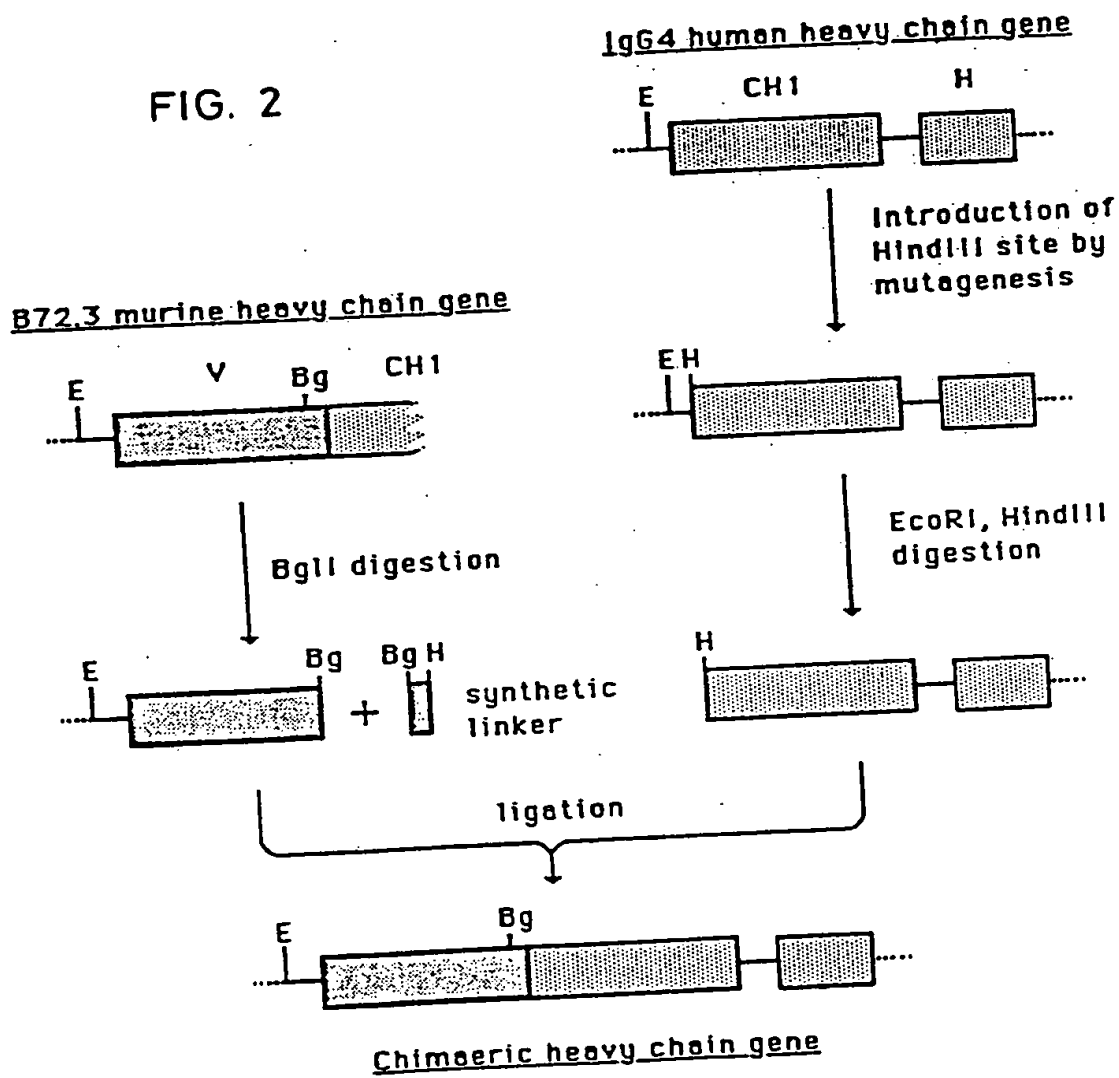 FIG. 2
IgG4 human heavy chain gene
E CH1 H
Introduction of
HindIII site by
mutagenesis
B72.3 murine heavy chain gene
E V Bg CH1
E H
BglI digestion
EcoRI, HindIII
digestion
E Bg + Bg H
synthetic
linker
H
ligation
E Bg
Chimaeric heavy chain gene